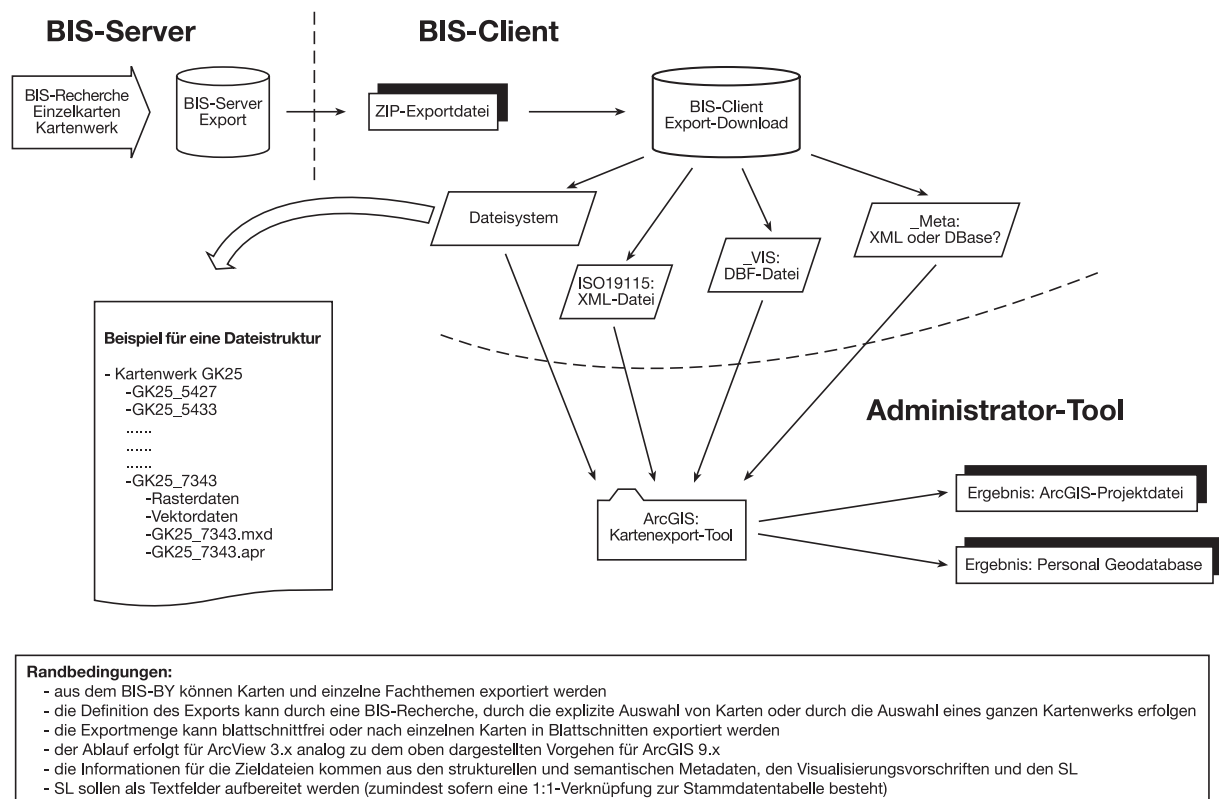 BIS-Server
BIS-Client
BIS-Recherche
Einzelkarten
Kartenwerk
BIS-Server
Export
ZIP-Exportdatei
BIS-Client
Export-Download
Dateisystem
ISO19115:
XML-Datei
_VIS:
DBF-Datei
_Meta:
XML oder DBase?
Beispiel für eine Dateistruktur
- Kartenwerk GK25
-GK25_5427
-GK25_5433
......
......
......
-GK25_7343
-Rasterdaten
-Vektordaten
-GK25_7343.mxd
-GK25_7343.apr
Administrator-Tool
ArcGIS:
Kartenexport-Tool
Ergebnis: ArcGIS-Projektdatei
Ergebnis: Personal Geodatabase
Randbedingungen:
- aus dem BIS-BY können Karten und einzelne Fachthemen exportiert werden
- die Definition des Exports kann durch eine BIS-Recherche, durch die explizite Auswahl von Karten oder durch die Auswahl eines ganzen Kartenwerks erfolgen
- die Exportmenge kann blattschnittfrei oder nach einzelnen Karten in Blattschnitten exportiert werden
- der Ablauf erfolgt für ArcView 3.x analog zu dem oben dargestellten Vorgehen für ArcGIS 9.x
- die Informationen für die Zieldateien kommen aus den strukturellen und semantischen Metadaten, den Visualisierungsvorschriften und den SL
- SL sollen als Textfelder aufbereitet werden (zumindest sofern eine 1:1-Verknüpfung zur Stammdatentabelle besteht)